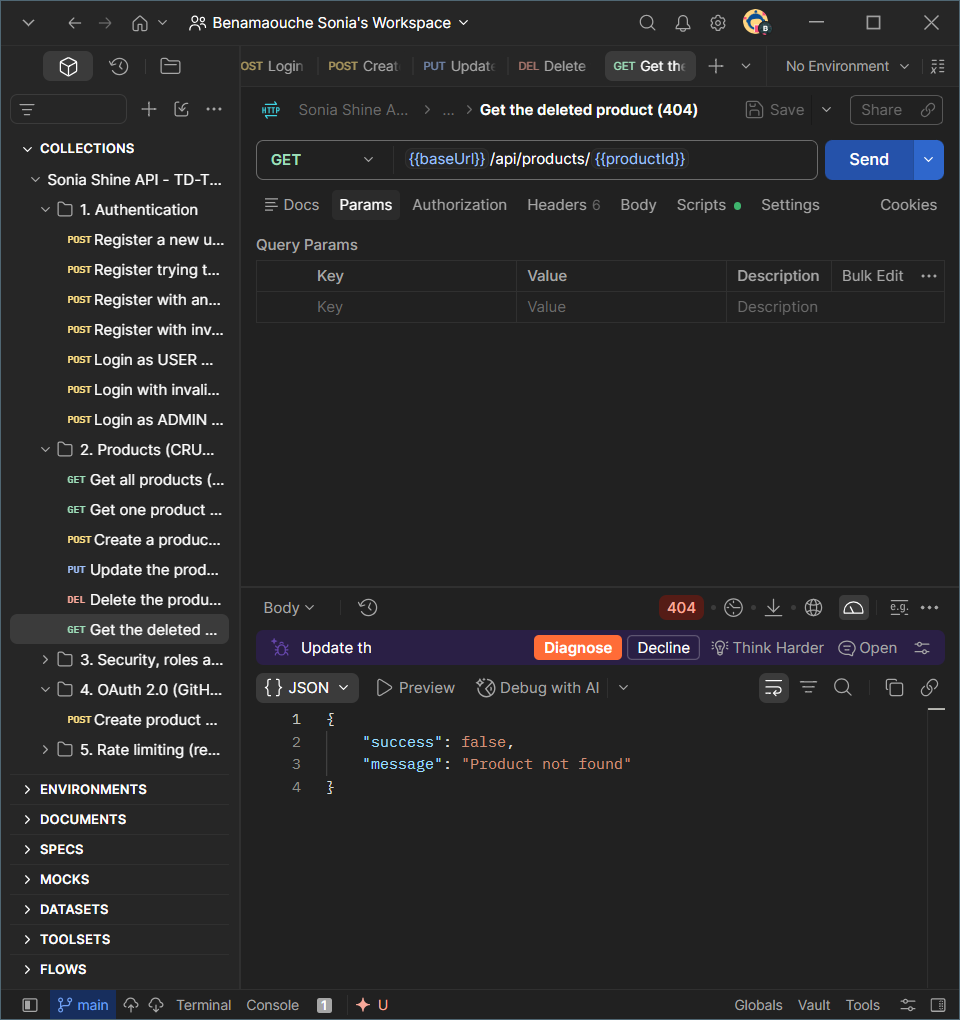 Benamaouche Sonia's Workspace
B
OST Login
POST Creat
PUT Update
DEL Delete
GET Get the
No Environment
HTTP Sonia Shine A... > ... > Get the deleted product (404)
Save
Share
GET {{baseUrl}} /api/products/ {{productId}}
Send
Docs Params Authorization Headers 6 Body Scripts Settings Cookies
Query Params
Key Value Description Bulk Edit
Key Value Description
COLLECTIONS
Sonia Shine API - TD-T...
1. Authentication
POST Register a new u...
POST Register trying t...
POST Register with an...
POST Register with inv...
POST Login as USER ...
POST Login with invali...
POST Login as ADMIN ...
2. Products (CRU...
GET Get all products (...
GET Get one product ...
POST Create a produc...
PUT Update the prod...
DEL Delete the produ...
GET Get the deleted ...
3. Security, roles a...
4. OAuth 2.0 (GitH...
POST Create product ...
5. Rate limiting (re...
ENVIRONMENTS
DOCUMENTS
SPECS
MOCKS
DATASETS
TOOLSETS
FLOWS
Body
404
e.g.
Update th
Diagnose Decline Think Harder Open
{} JSON Preview Debug with AI
1 {
2 "success": false,
3 "message": "Product not found"
4 }
main Terminal Console 1 U Globals Vault Tools